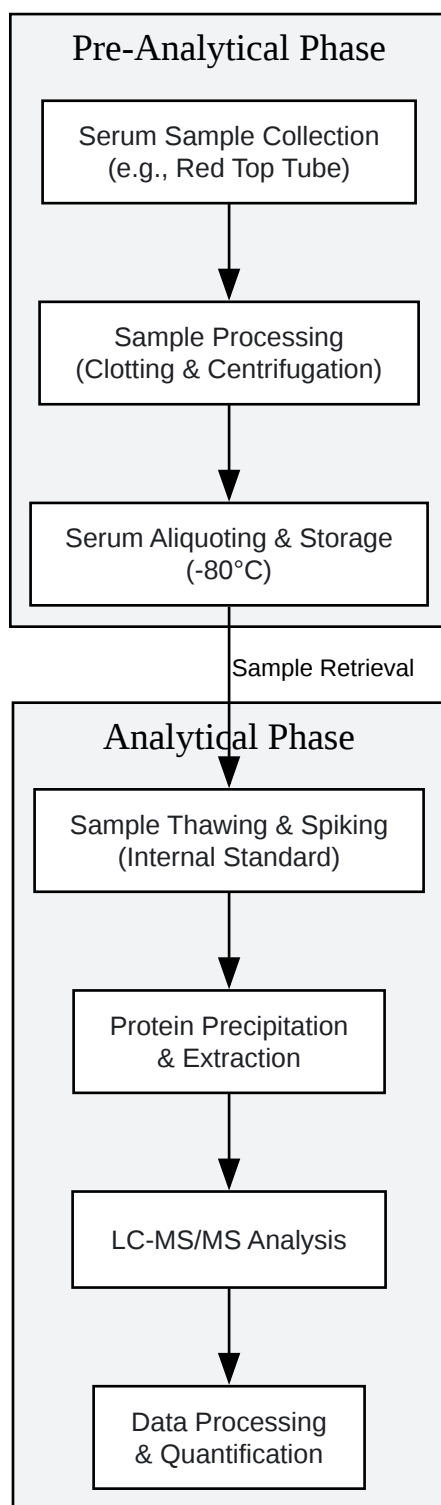 Pre-Analytical Phase
Serum Sample Collection
(e.g., Red Top Tube)
Sample Processing
(Clotting & Centrifugation)
Serum Aliquoting & Storage
(-80°C)
Sample Retrieval
Analytical Phase
Sample Thawing & Spiking
(Internal Standard)
Protein Precipitation
& Extraction
LC-MS/MS Analysis
Data Processing
& Quantification